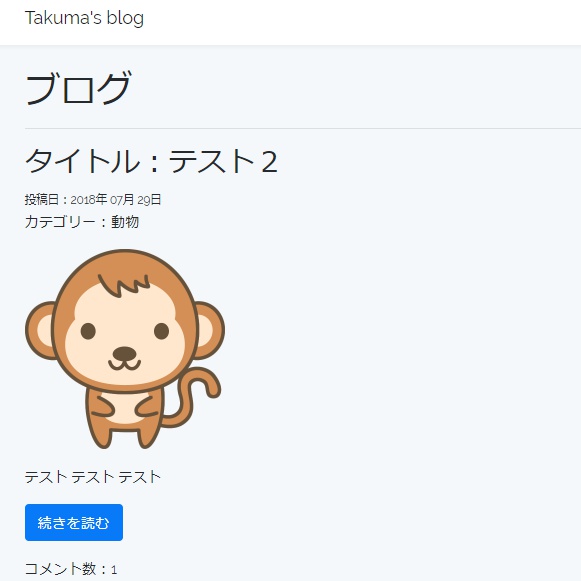 Takuma's blog
ブログ
タイトル：テスト２
投稿日：2018年 07月 29日
カテゴリー：動物
テスト テスト テスト
続きを読む
コメント数：1